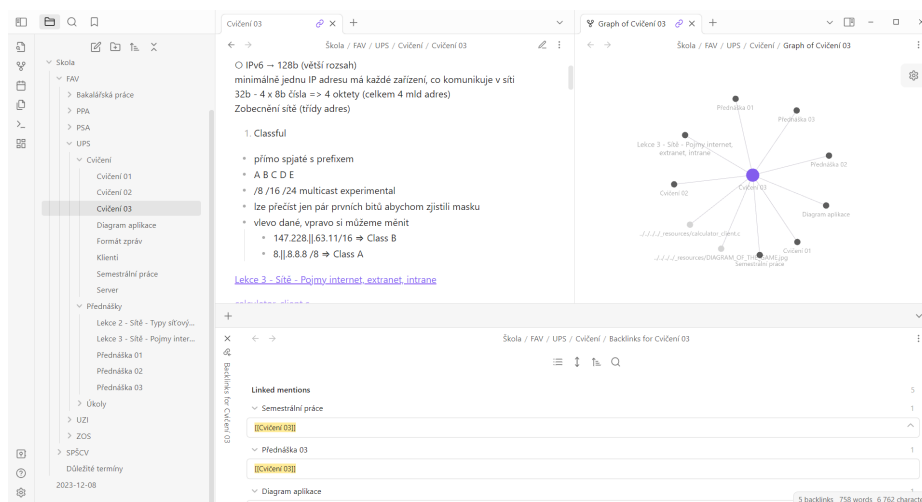 Škola
FAV
Bakalářská práce
PPA
PSA
UPS
Cvičení
Cvičení 01
Cvičení 02
Cvičení 03
Diagram aplikace
Formát zpráv
Klienti
Semestrální práce
Server
Přednášky
Lekce 2 - Sítě - Typy síťový...
Lekce 3 - Sítě - Pojmy inter...
Přednáška 01
Přednáška 02
Přednáška 03
Úkoly
UZI
ZOS
SPŠCV
Důležité termíny
2023-12-08
Cvičení 03
Škola / FAV / UPS / Cvičení / Cvičení 03
IPv6 → 128b (větší rozsah)
minimálně jednu IP adresu má každé zařízení, co komunikuje v síti
32b - 4 x 8b čísla => 4 oktety (celkem 4 mld adres)
Zobecnění sítě (třídy adres)
1. Classful
• přímo spjaté s prefixem
• A B C D E
• /8 /16 /24 multicast experimental
• lze přečíst jen pár prvních bitů abychom zjistili masku
• vlevo dané, vpravo si můžeme měnit
• 147.228.||.63.11/16 ⇒ Class B
• 8.||.8.8.8 /8 ⇒ Class A
Lekce 3 - Sítě - Pojmy internet, extranet, intrane
calculator_client.c
Graph of Cvičení 03
Škola / FAV / UPS / Cvičení / Graph of Cvičení 03
Přednáška 01
Přednáška 03
Lekce 3 - Sítě - Pojmy internet,
extranet, intrane
Přednáška 02
Cvičení 03
Cvičení 02
Diagram aplikace
../../../../_resources/calculator_client.c
Cvičení 01
../../../../_resources/DIAGRAM_OF_THE_GAME.jpg
Semestrální práce
Backlinks for Cvičení 03
Škola / FAV / UPS / Cvičení / Backlinks for Cvičení 03
Linked mentions 5
Semestrální práce 1
[[Cvičení 03]]
Přednáška 03 1
[[Cvičení 03]]
Diagram aplikace 1
5 backlinks 758 words 6 762 characte